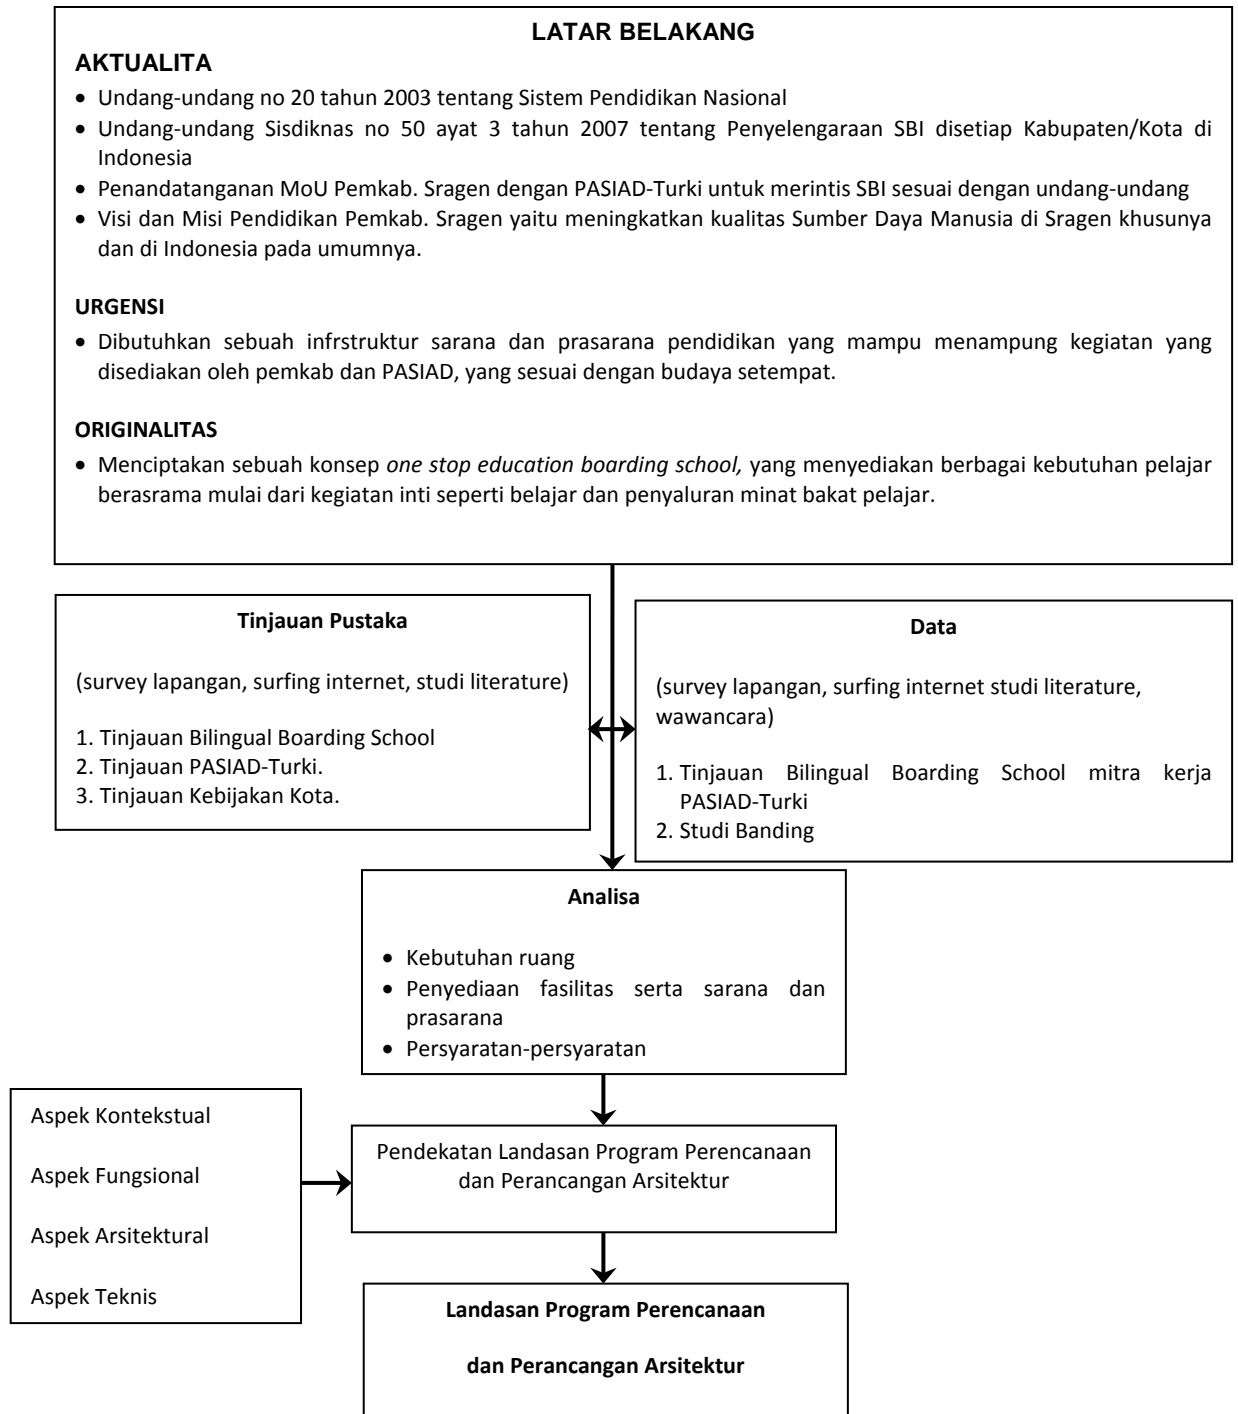 LATAR BELAKANG
AKTUALITA
• Undang-undang no 20 tahun 2003 tentang Sistem Pendidikan Nasional
• Undang-undang Sisdiknas no 50 ayat 3 tahun 2007 tentang Penyelengaraan SBI disetiap Kabupaten/Kota di
Indonesia
• Penandatanganan MoU Pemkab. Sragen dengan PASIAD-Turki untuk merintis SBI sesuai dengan undang-undang
• Visi dan Misi Pendidikan Pemkab. Sragen yaitu meningkatkan kualitas Sumber Daya Manusia di Sragen khusunya
dan di Indonesia pada umumnya.
URGENSI
• Dibutuhkan sebuah infrstruktur sarana dan prasarana pendidikan yang mampu menampung kegiatan yang
disediakan oleh pemkab dan PASIAD, yang sesuai dengan budaya setempat.
ORIGINALITAS
• Menciptakan sebuah konsep one stop education boarding school, yang menyediakan berbagai kebutuhan pelajar
berasrama mulai dari kegiatan inti seperti belajar dan penyaluran minat bakat pelajar.
Tinjauan Pustaka
(survey lapangan, surfing internet, studi literature)
1. Tinjauan Bilingual Boarding School
2. Tinjauan PASIAD-Turki.
3. Tinjauan Kebijakan Kota.
Data
(survey lapangan, surfing internet studi literature,
wawancara)
1. Tinjauan Bilingual Boarding School mitra kerja
PASIAD-Turki
2. Studi Banding
Analisa
• Kebutuhan ruang
• Penyediaan fasilitas serta sarana dan
prasarana
• Persyaratan-persyaratan
Aspek Kontekstual
Aspek Fungsional
Aspek Arsitektural
Aspek Teknis
Pendekatan Landasan Program Perencanaan
dan Perancangan Arsitektur
Landasan Program Perencanaan
dan Perancangan Arsitektur